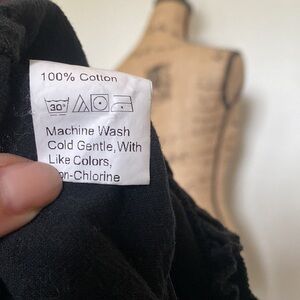 100% Cotton
30°
Machine Wash
Cold Gentle, With
Like Colors,
on-Chlorine